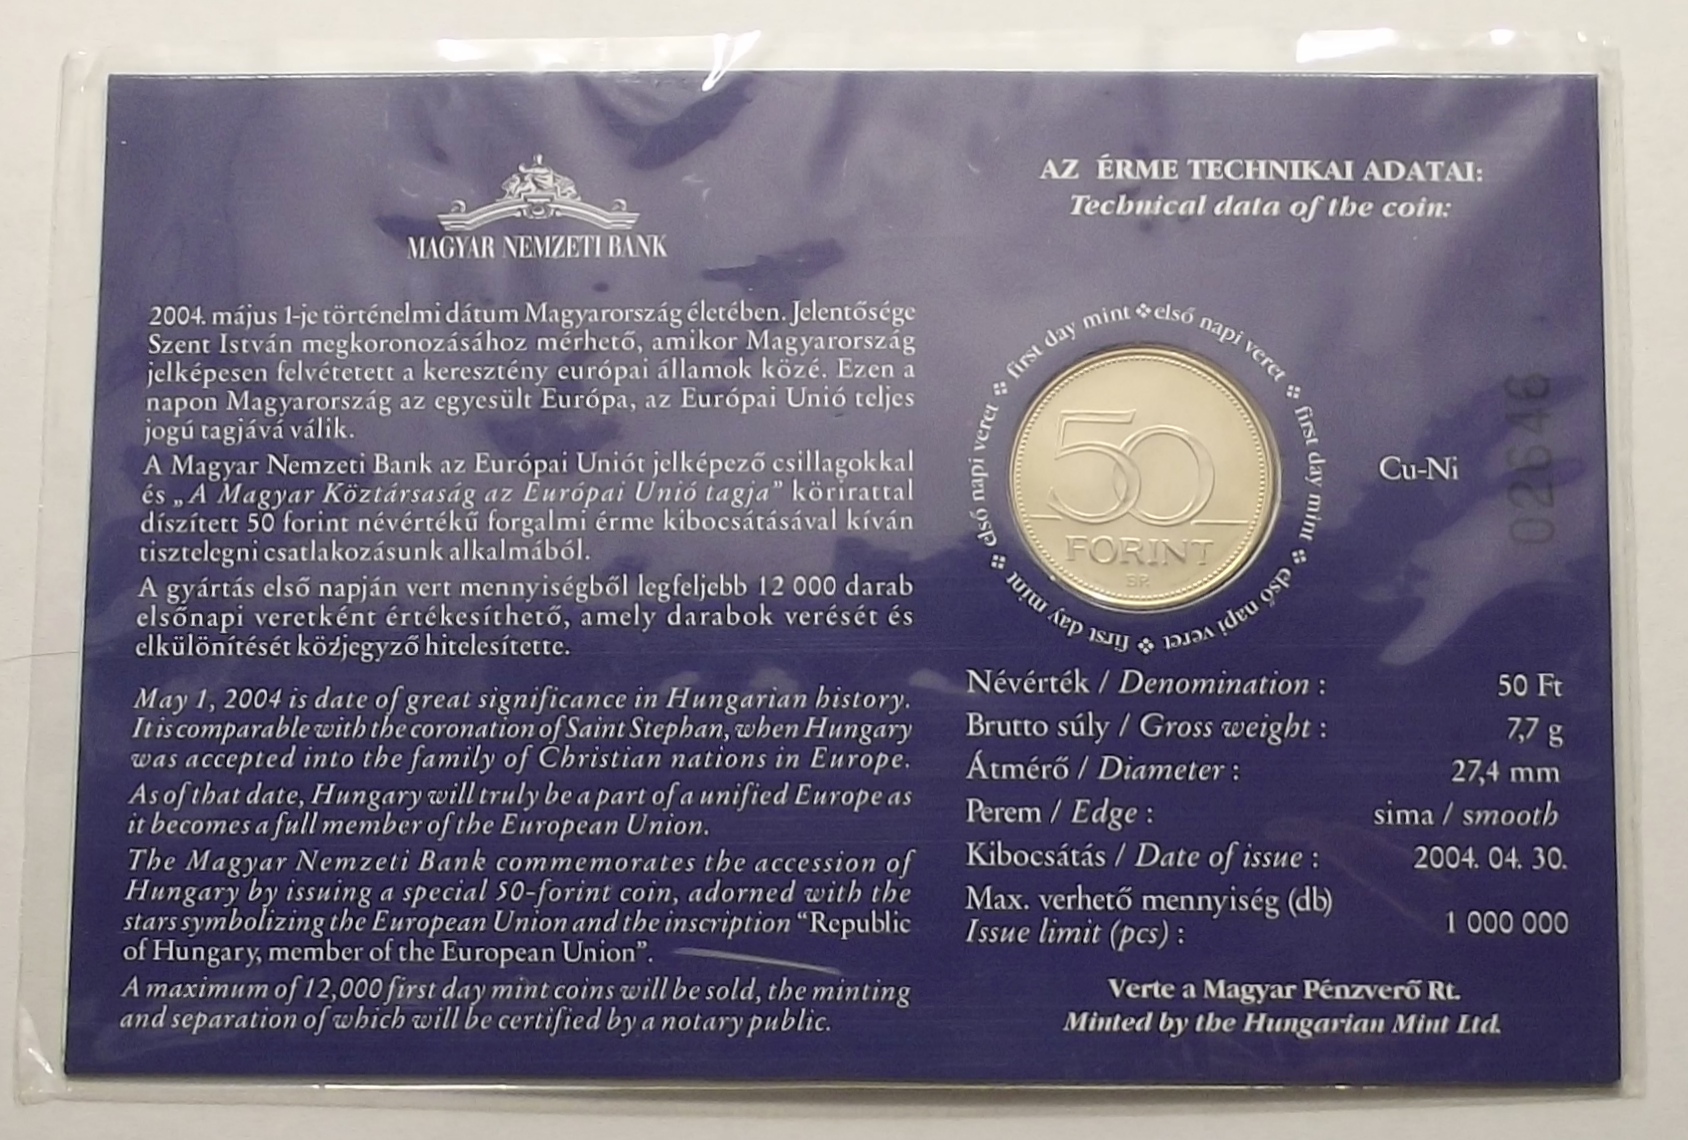 MAGYAR NEMZETI BANK
2004. május 1-je történelmi dátum Magyarország életében. Jelentősége
Szent István megkoronozásához mérhető, amikor Magyarország
jelképesen felvétetett a keresztény európai államok közé. Ezen a
napon Magyarország az egyesült Európa, az Európai Unió teljes
jogú tagjává válik.
A Magyar Nemzeti Bank az Európai Uniót jelképező csillagokkal
és „A Magyar Köztársaság az Európai Unió tagja” körirattal
díszített 50 forint névértékű forgalmi érme kibocsátásával kíván
tisztelegni csatlakozásunk alkalmából.
A gyártás első napján vert mennyiségből legfeljebb 12 000 darab
elsőnapi veretként értékesíthető, amely darabok verését és
elkülönítését közjegyző hitelesítette.
May 1, 2004 is date of great significance in Hungarian history.
It is comparable with the coronation of Saint Stephan, when Hungary
was accepted into the family of Christian nations in Europe.
As of that date, Hungary will truly be a part of a unified Europe as
it becomes a full member of the European Union.
The Magyar Nemzeti Bank commemorates the accession of
Hungary by issuing a special 50-forint coin, adorned with the
stars symbolizing the European Union and the inscription “Republic
of Hungary, member of the European Union”.
A maximum of 12,000 first day mint coins will be sold, the minting
and separation of which will be certified by a notary public.
AZ ÉRME TECHNIKAI ADATAI:
Technical data of the coin:
first day mint ❖ első napi veret ❖ first day mint ❖ első napi veret ❖ first day mint ❖ első napi veret ❖
50
FORINT
BP.
Cu-Ni
02646
Névérték / Denomination : 50 Ft
Brutto súly / Gross weight : 7,7 g
Átmérő / Diameter : 27,4 mm
Perem / Edge : sima / smooth
Kibocsátás / Date of issue : 2004. 04. 30.
Max. verhető mennyiség (db)
Issue limit (pcs) : 1 000 000
Verte a Magyar Pénzverő Rt.
Minted by the Hungarian Mint Ltd.